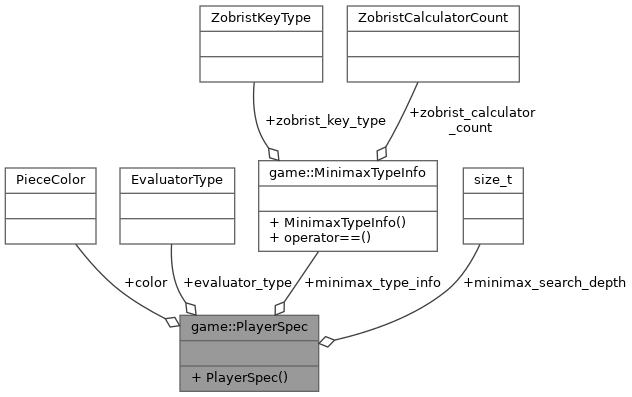 ZobristKeyType
ZobristCalculatorCount
+zobrist_key_type
+zobrist_calculator
_count
PieceColor
EvaluatorType
game::MinimaxTypeInfo
+ MinimaxTypeInfo()
+ operator==()
size_t
+color
+evaluator_type
+minimax_type_info
+minimax_search_depth
game::PlayerSpec
+ PlayerSpec()